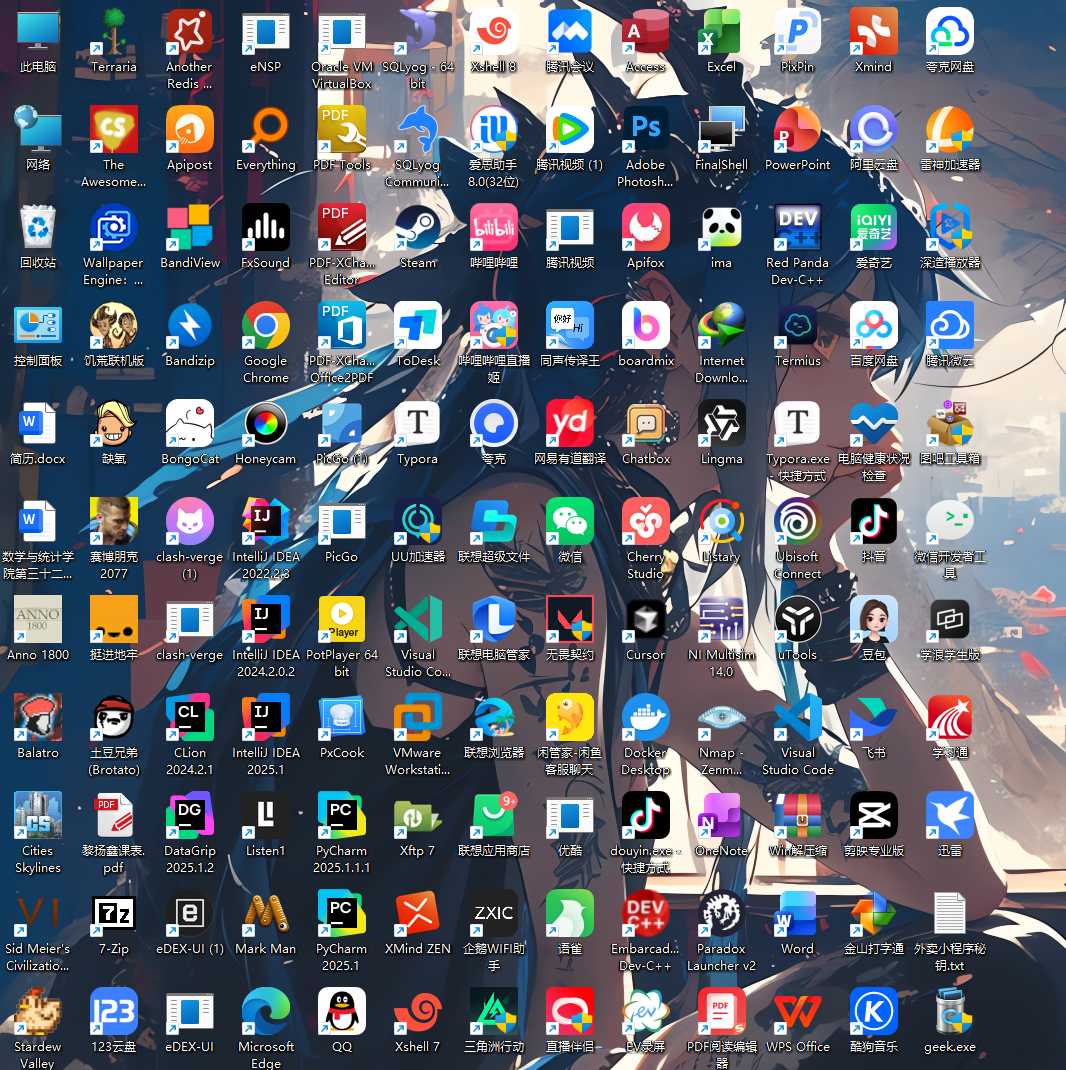 此电脑
Terraria
Another
Redis ...
eNSP
Oracle VM
VirtualBox
SQLyog - 64
bit
Xshell 8
腾讯会议
Access
Excel
PixPin
Xmind
夸克网盘
网络
The
Awesome...
Apipost
Everything
PDF Tools
SQLyog
Communi...
爱思助手
8.0(32位)
腾讯视频 (1)
Adobe
Photosh...
FinalShell
PowerPoint
阿里云盘
雷神加速器
回收站
Wallpaper
Engine: ...
BandiView
FxSound
PDF-XCha...
Editor
Steam
哔哩哔哩
腾讯视频
Apifox
ima
Red Panda
Dev-C++
爱奇艺
控制面板
饥荒联机版
Bandizip
Google
Chrome
PDF-XCha...
Office2PDF
ToDesk
哔哩哔哩直播
姬
同声传译王
boardmix
Internet
Downlo...
Termius
百度网盘
腾讯微云
简历.docx
缺氧
BongoCat
Honeycam
PicGo (1)
Typora
夸克
网易有道翻译
Chatbox
Lingma
Typora.exe
- 快捷方式
电脑健康状况
检查
图吧工具箱
数学与统计学
院第三十二...
赛博朋克
2077
clash-verge
(1)
IntelliJ IDEA
2022.2.3
PicGo
UU加速器
联想超级文件
微信
Cherry
Studio
Listary
Ubisoft
Connect
抖音
微信开发者工
具
Anno 1800
挺进地牢
clash-verge
IntelliJ IDEA
2024.2.0.2
PotPlayer 64
bit
Visual
Studio Co...
联想电脑管家
无畏契约
Cursor
NI Multisim
14.0
uTools
豆包
学浪学生版
Balatro
土豆兄弟
(Brotato)
CLion
2024.2.1
IntelliJ IDEA
2025.1
PxCook
VMware
Workstati...
联想浏览器
闲管家-闲鱼
客服聊天
Docker
Desktop
Nmap -
Zenm...
Visual
Studio Code
飞书
学习通
Cities
Skylines
黎扬鑫课表.
pdf
DataGrip
2025.1.2
Listen1
PyCharm
2025.1.1.1
Xftp 7
联想应用商店
优酷
douyin.exe -
快捷方式
OneNote
Win解压缩
剪映专业版
迅雷
Sid Meier's
Civilizatio...
7-Zip
eDEX-UI (1)
Mark Man
PyCharm
2025.1
XMind ZEN
企鹅WIFI助
手
语雀
Embarcad...
Dev-C++
Paradox
Launcher v2
Word
金山打字通
外卖小程序秘
钥.txt
Stardew
Valley
123云盘
eDEX-UI
Microsoft
Edge
QQ
Xshell 7
三角洲行动
直播伴侣
EV录屏
PDF阅读编辑
器
WPS Office
酷狗音乐
geek.exe